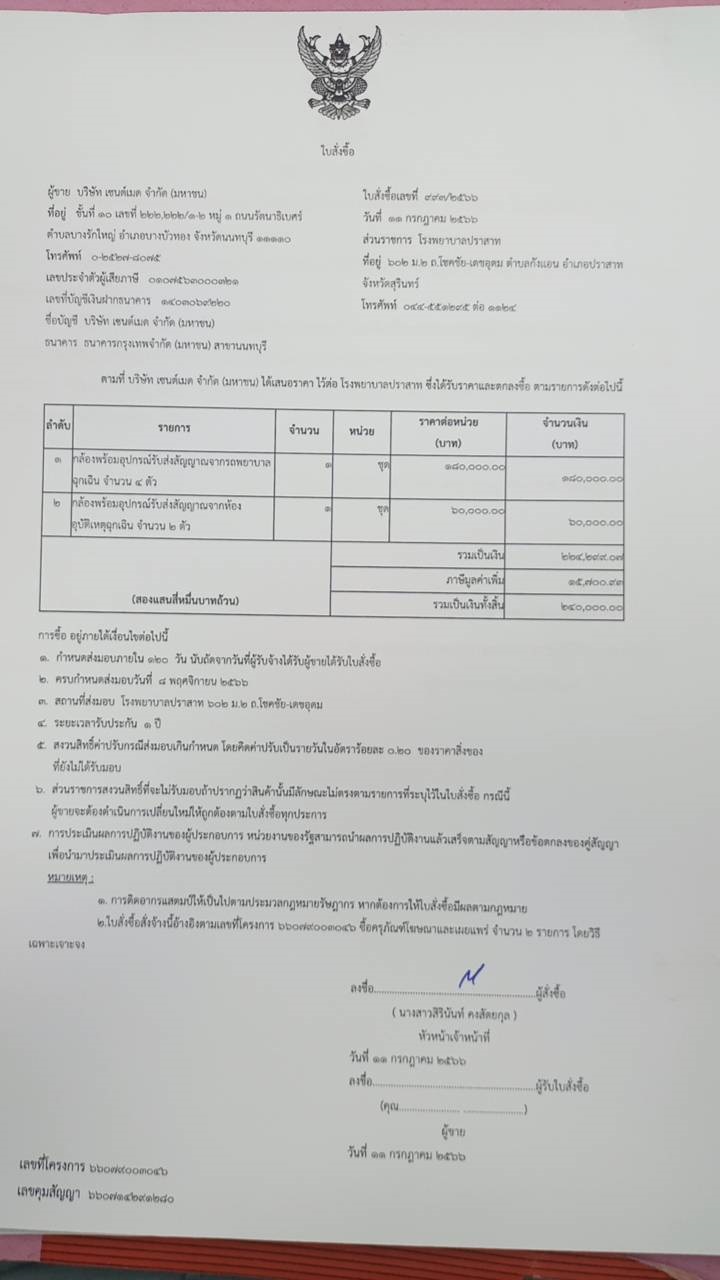 ใบสั่งซื้อ
ผู้ขาย บริษัท เซนต์เมด จำกัด (มหาชน)
ที่อยู่ ชั้นที่ ๑๐ เลขที่ ๒๒๒,๒๒๒/๑-๒ หมู่ ๑ ถนนรัตนาธิเบศร์
ตำบลบางรักใหญ่ อำเภอบางบัวทอง จังหวัดนนทบุรี ๑๑๑๑๐
โทรศัพท์ ๐-๒๕๒๗-๘๐๗๕
เลขประจำตัวผู้เสียภาษี ๐๑๐๗๕๖๓๐๐๐๓๒๑
เลขที่บัญชีเงินฝากธนาคาร ๑๔๐๓๐๖๙๒๒๐
ชื่อบัญชี บริษัท เซนต์เมด จำกัด (มหาชน)
ธนาคาร ธนาคารกรุงเทพจำกัด (มหาชน) สาขานนทบุรี
ใบสั่งซื้อเลขที่ ๙๙๓/๒๕๖๖
วันที่ ๑๑ กรกฎาคม ๒๕๖๖
ส่วนราชการ โรงพยาบาลปราสาท
ที่อยู่ ๖๐๒ ม.๒ ถ.โชคชัย-เดชอุดม ตำบลกังแอน อำเภอปราสาท
จังหวัดสุรินทร์
โทรศัพท์ ๐๔๔-๕๕๑๒๙๕ ต่อ ๑๑๒๔
ตามที่ บริษัท เซนต์เมด จำกัด (มหาชน) ได้เสนอราคา ไว้ต่อ โรงพยาบาลปราสาท ซึ่งได้รับราคาและตกลงซื้อ ตามรายการดังต่อไปนี้
ลำดับ รายการ จำนวน หน่วย ราคาต่อหน่วย (บาท) จำนวนเงิน (บาท)
๑ กล้องพร้อมอุปกรณ์รับส่งสัญญาณจากรถพยาบาล ๑ ชุด ๑๘๐,๐๐๐.๐๐ ๑๘๐,๐๐๐.๐๐
ฉุกเฉิน จำนวน ๔ ตัว
๒ กล้องพร้อมอุปกรณ์รับส่งสัญญาณจากห้อง ๑ ชุด ๖๐,๐๐๐.๐๐ ๖๐,๐๐๐.๐๐
อุบัติเหตุฉุกเฉิน จำนวน ๒ ตัว
รวมเป็นเงิน ๒๒๔,๒๙๙.๐๗
ภาษีมูลค่าเพิ่ม ๑๕,๗๐๐.๙๓
(สองแสนสี่หมื่นบาทถ้วน) รวมเป็นเงินทั้งสิ้น ๒๔๐,๐๐๐.๐๐
การซื้อ อยู่ภายใต้เงื่อนไขต่อไปนี้
๑. กำหนดส่งมอบภายใน ๑๒๐ วัน นับถัดจากวันที่ผู้รับจ้างได้รับผู้ขายได้รับใบสั่งซื้อ
๒. ครบกำหนดส่งมอบวันที่ ๘ พฤศจิกายน ๒๕๖๖
๓. สถานที่ส่งมอบ โรงพยาบาลปราสาท ๖๐๒ ม.๒ ถ.โชคชัย-เดชอุดม
๔. ระยะเวลารับประกัน ๑ ปี
๕. สงวนสิทธิ์ค่าปรับกรณีส่งมอบเกินกำหนด โดยคิดค่าปรับเป็นรายวันในอัตราร้อยละ ๐.๒๐ ของราคาสิ่งของ
ที่ยังไม่ได้รับมอบ
๖. ส่วนราชการสงวนสิทธิ์ที่จะไม่รับมอบถ้าปรากฏว่าสินค้านั้นมีลักษณะไม่ตรงตามรายการที่ระบุไว้ในใบสั่งซื้อ กรณีนี้
ผู้ขายจะต้องดำเนินการเปลี่ยนใหม่ให้ถูกต้องตามใบสั่งซื้อทุกประการ
๗. การประเมินผลการปฏิบัติงานของผู้ประกอบการ หน่วยงานของรัฐสามารถนำผลการปฏิบัติงานแล้วเสร็จตามสัญญาหรือข้อตกลงของคู่สัญญา
เพื่อนำมาประเมินผลการปฏิบัติงานของผู้ประกอบการ
หมายเหตุ :
๑. การติดอากรแสตมป์ให้เป็นไปตามประมวลกฎหมายรัษฎากร หากต้องการให้ใบสั่งซื้อมีผลตามกฎหมาย
๒.ใบสั่งซื้อสั่งจ้างนี้อ้างอิงตามเลขที่โครงการ ๖๖๐๗๙๐๐๓๐๔๖ ซื้อครุภัณฑ์โฆษณาและเผยแพร่ จำนวน ๒ รายการ โดยวิธี
เฉพาะเจาะจง
ลงชื่อ........................................ผู้สั่งซื้อ
( นางสาวสิรินันท์ คงสัตยกุล )
หัวหน้าเจ้าหน้าที่
วันที่ ๑๑ กรกฎาคม ๒๕๖๖
ลงชื่อ........................................ผู้รับใบสั่งซื้อ
(คุณ.................... ....................)
ผู้ขาย
วันที่ ๑๑ กรกฎาคม ๒๕๖๖
เลขที่โครงการ ๖๖๐๗๙๐๐๓๐๔๖
เลขคุมสัญญา ๖๖๐๗๑๔๒๙๑๒๘๐